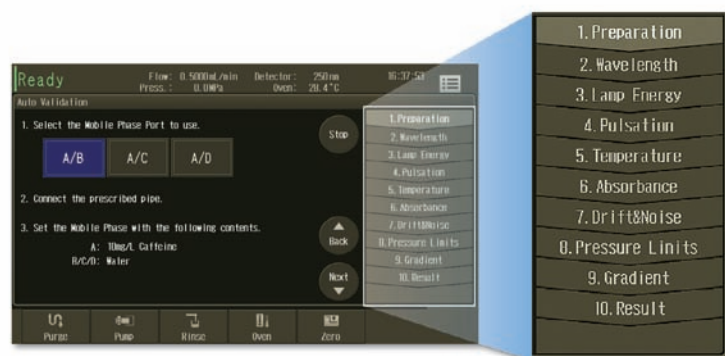 Ready
Flow: 0.5000mL/min Detector: 250nm 16:37:53
Press.: 0.0MPa Oven: 28.4°C
Auto Validation
1. Select the Mobile Phase Port to use.
A/B A/C A/D
Stop
2. Connect the prescribed pipe.
3. Set the Mobile Phase with the following contents.
A: 10mg/L Caffeine
B/C/D: Water
Back
Next
1. Preparation
2. Wavelength
3. Lamp Energy
4. Pulsation
5. Temperature
6. Absorbance
7. Drift&Noise
8. Pressure Limits
9. Gradient
10. Result
Purge Pump Rinse Oven Zero
1. Preparation
2. Wavelength
3. Lamp Energy
4. Pulsation
5. Temperature
6. Absorbance
7. Drift&Noise
8. Pressure Limits
9. Gradient
10. Result